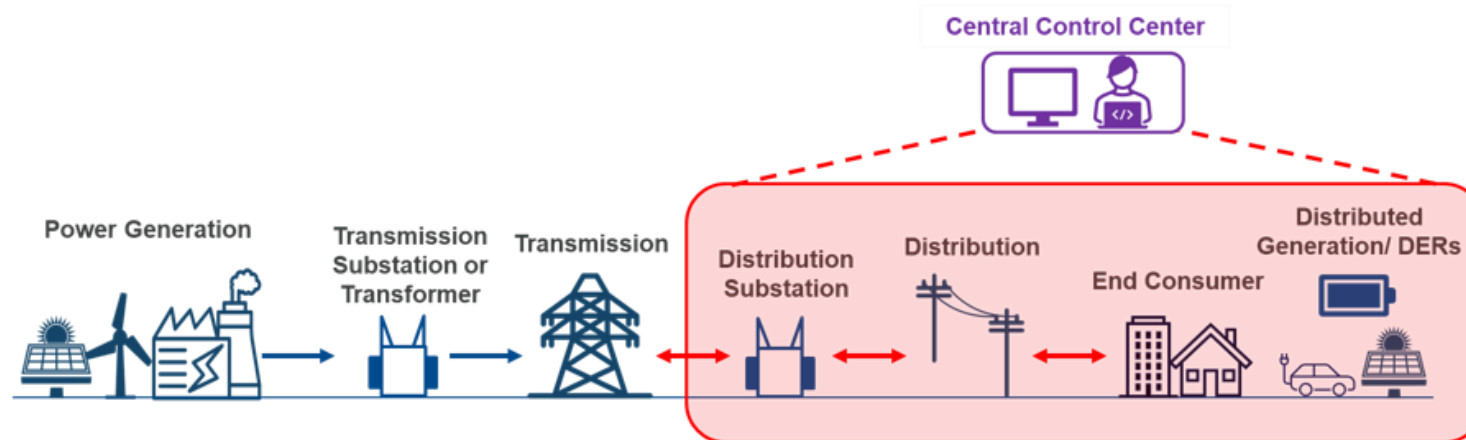 Central Control Center
</>
Power Generation
Transmission
Substation or
Transformer
Transmission
Distribution
Substation
Distribution
End Consumer
Distributed
Generation/ DERs